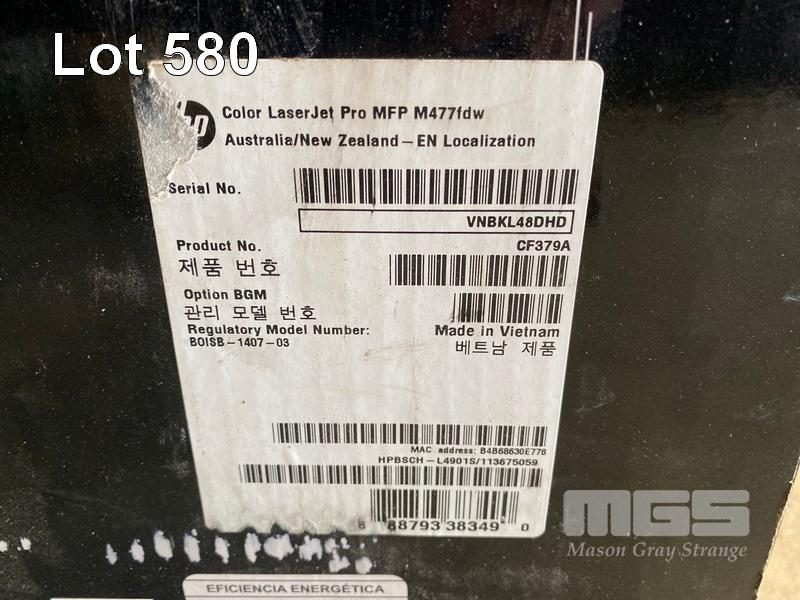 Lot 580
hp Color LaserJet Pro MFP M477fdw
Australia/New Zealand – EN Localization
Serial No.
VNBKL48DHD
Product No. CF379A
제품 번호
Option BGM
관리 모델 번호
Regulatory Model Number: Made in Vietnam
BOISB-1407-03 베트남 제품
MAC address: B4B68630E778
HPBSCH-L4901S/113675059
88793 38349 0
MGS
Mason Gray Strange
EFICIENCIA ENERGÉTICA